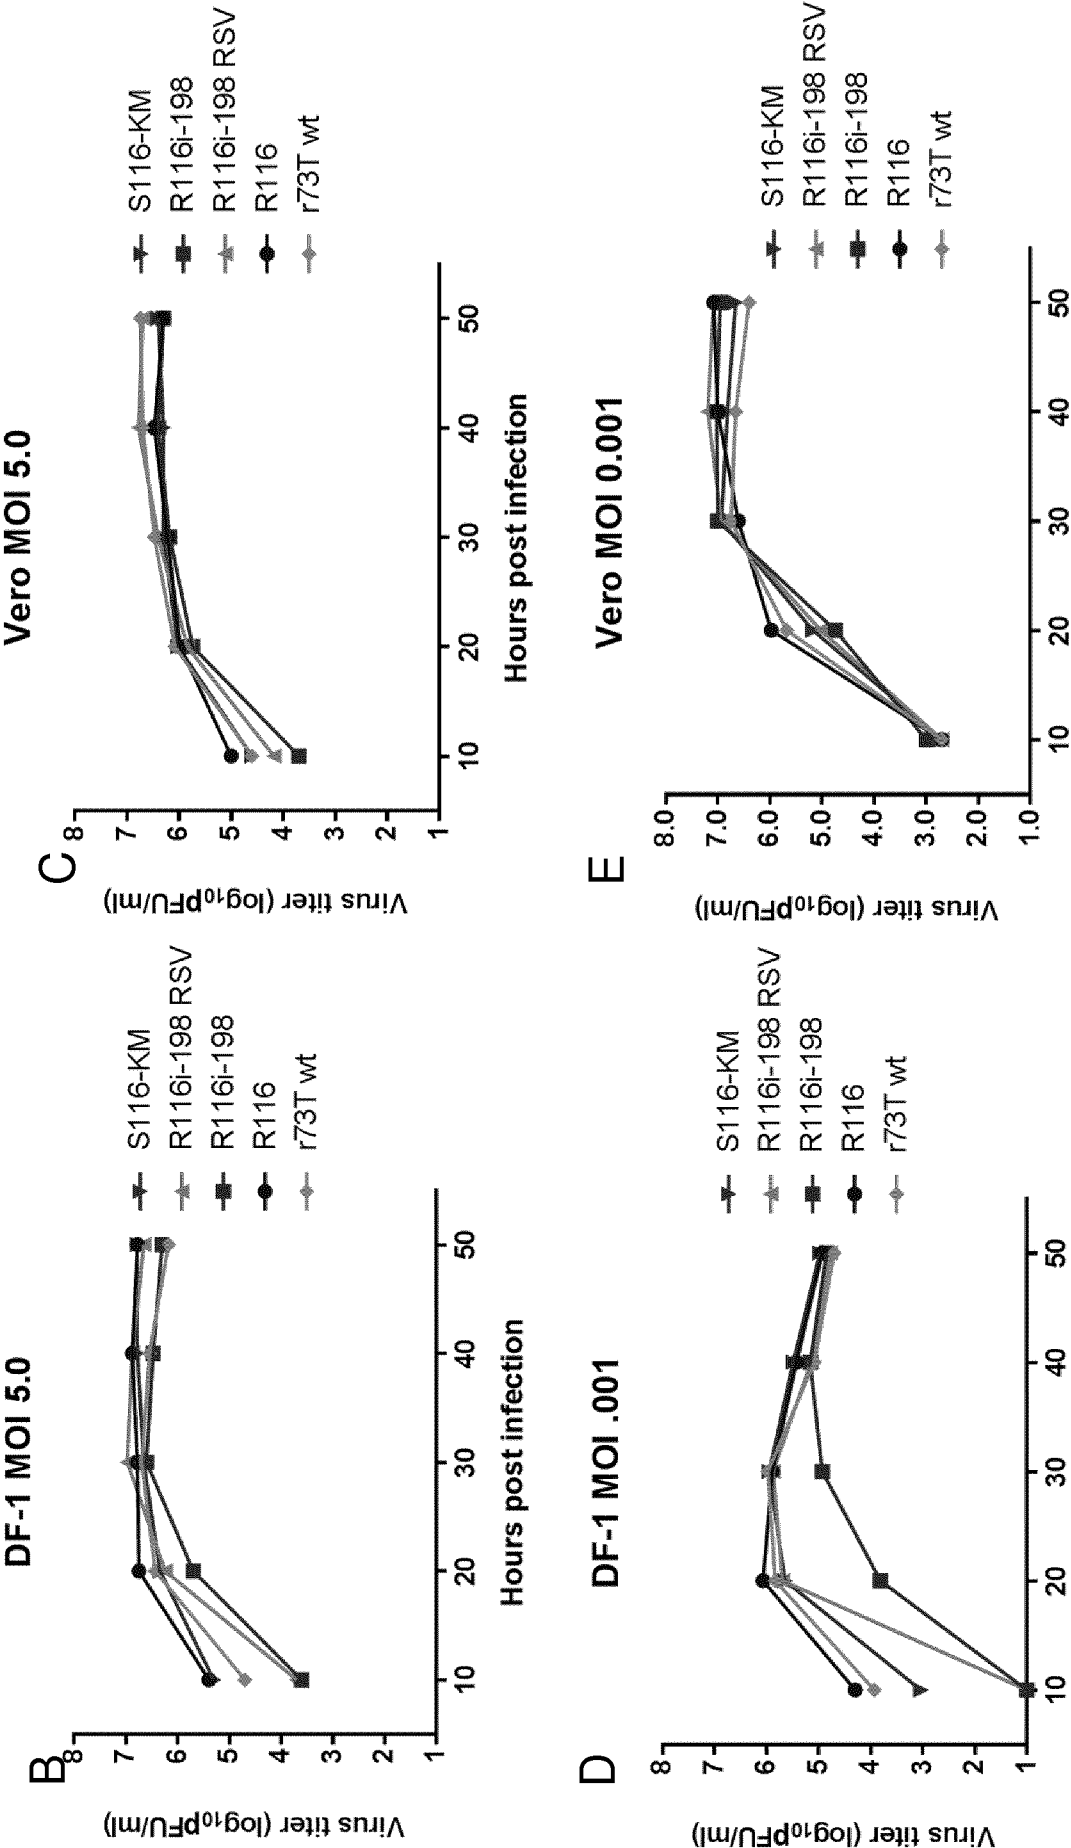 B
DF-1 MOI 5.0
Virus titer (log10pFU/ml)
8
7
6
5
4
3
2
1
10 20 30 40 50
Hours post infection
S116-KM
R116i-198 RSV
R116i-198
R116
r73T wt
C
Vero MOI 5.0
Virus titer (log10pFU/ml)
8
7
6
5
4
3
2
1
10 20 30 40 50
Hours post infection
S116-KM
R116i-198
R116i-198 RSV
R116
r73T wt
D
DF-1 MOI .001
Virus titer (log10pFU/ml)
8
7
6
5
4
3
2
1
10 20 30 40 50
S116-KM
R116i-198 RSV
R116i-198
R116
r73T wt
E
Vero MOI 0.001
Virus titer (log10pFU/ml)
8.0
7.0
6.0
5.0
4.0
3.0
2.0
1.0
10 20 30 40 50
S116-KM
R116i-198 RSV
R116i-198
R116
r73T wt